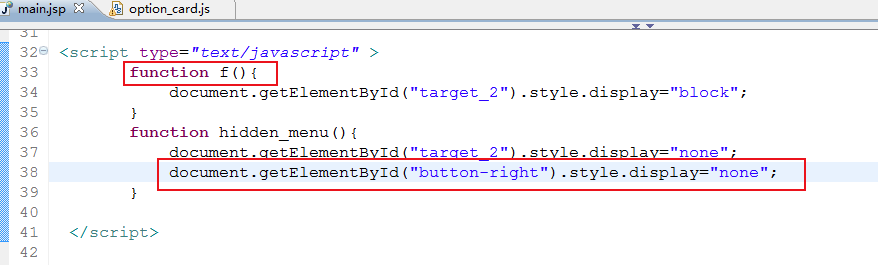 main.jsp option_card.js
31
32 <script type="text/javascript" >
33 function f(){
34 document.getElementById("target_2").style.display="block";
35 }
36 function hidden_menu(){
37 document.getElementById("target_2").style.display="none";
38 document.getElementById("button-right").style.display="none";
39 }
40
41 </script>
42